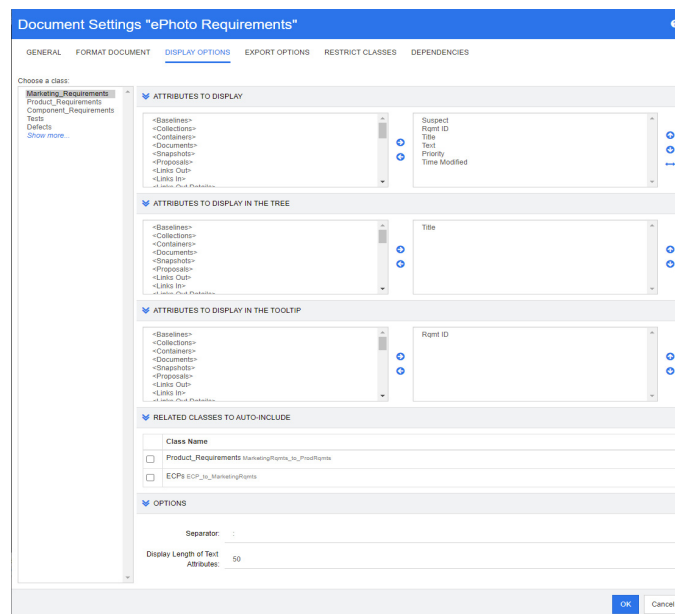 Document Settings "ePhoto Requirements"
GENERAL FORMAT DOCUMENT DISPLAY OPTIONS EXPORT OPTIONS RESTRICT CLASSES DEPENDENCIES
Choose a class:
Marketing_Requirements
Product_Requirements
Component_Requirements
Tests
Defects
Show more...
ATTRIBUTES TO DISPLAY
<Baselines>
<Collections>
<Containers>
<Documents>
<Snapshots>
<Proposals>
<Links Out>
<Links In>
<Links Out Details>
Suspect
Rqmt ID
Title
Text
Priority
Time Modified
ATTRIBUTES TO DISPLAY IN THE TREE
<Baselines>
<Collections>
<Containers>
<Documents>
<Snapshots>
<Proposals>
<Links Out>
<Links In>
Title
ATTRIBUTES TO DISPLAY IN THE TOOLTIP
<Baselines>
<Collections>
<Containers>
<Documents>
<Snapshots>
<Proposals>
<Links Out>
<Links In>
Rqmt ID
RELATED CLASSES TO AUTO-INCLUDE
Class Name
Product_Requirements MarketingRqmts_to_ProdRqmts
ECPs ECP_to_MarketingRqmts
OPTIONS
Separator: :
Display Length of Text
Attributes: 50
OK Cancel